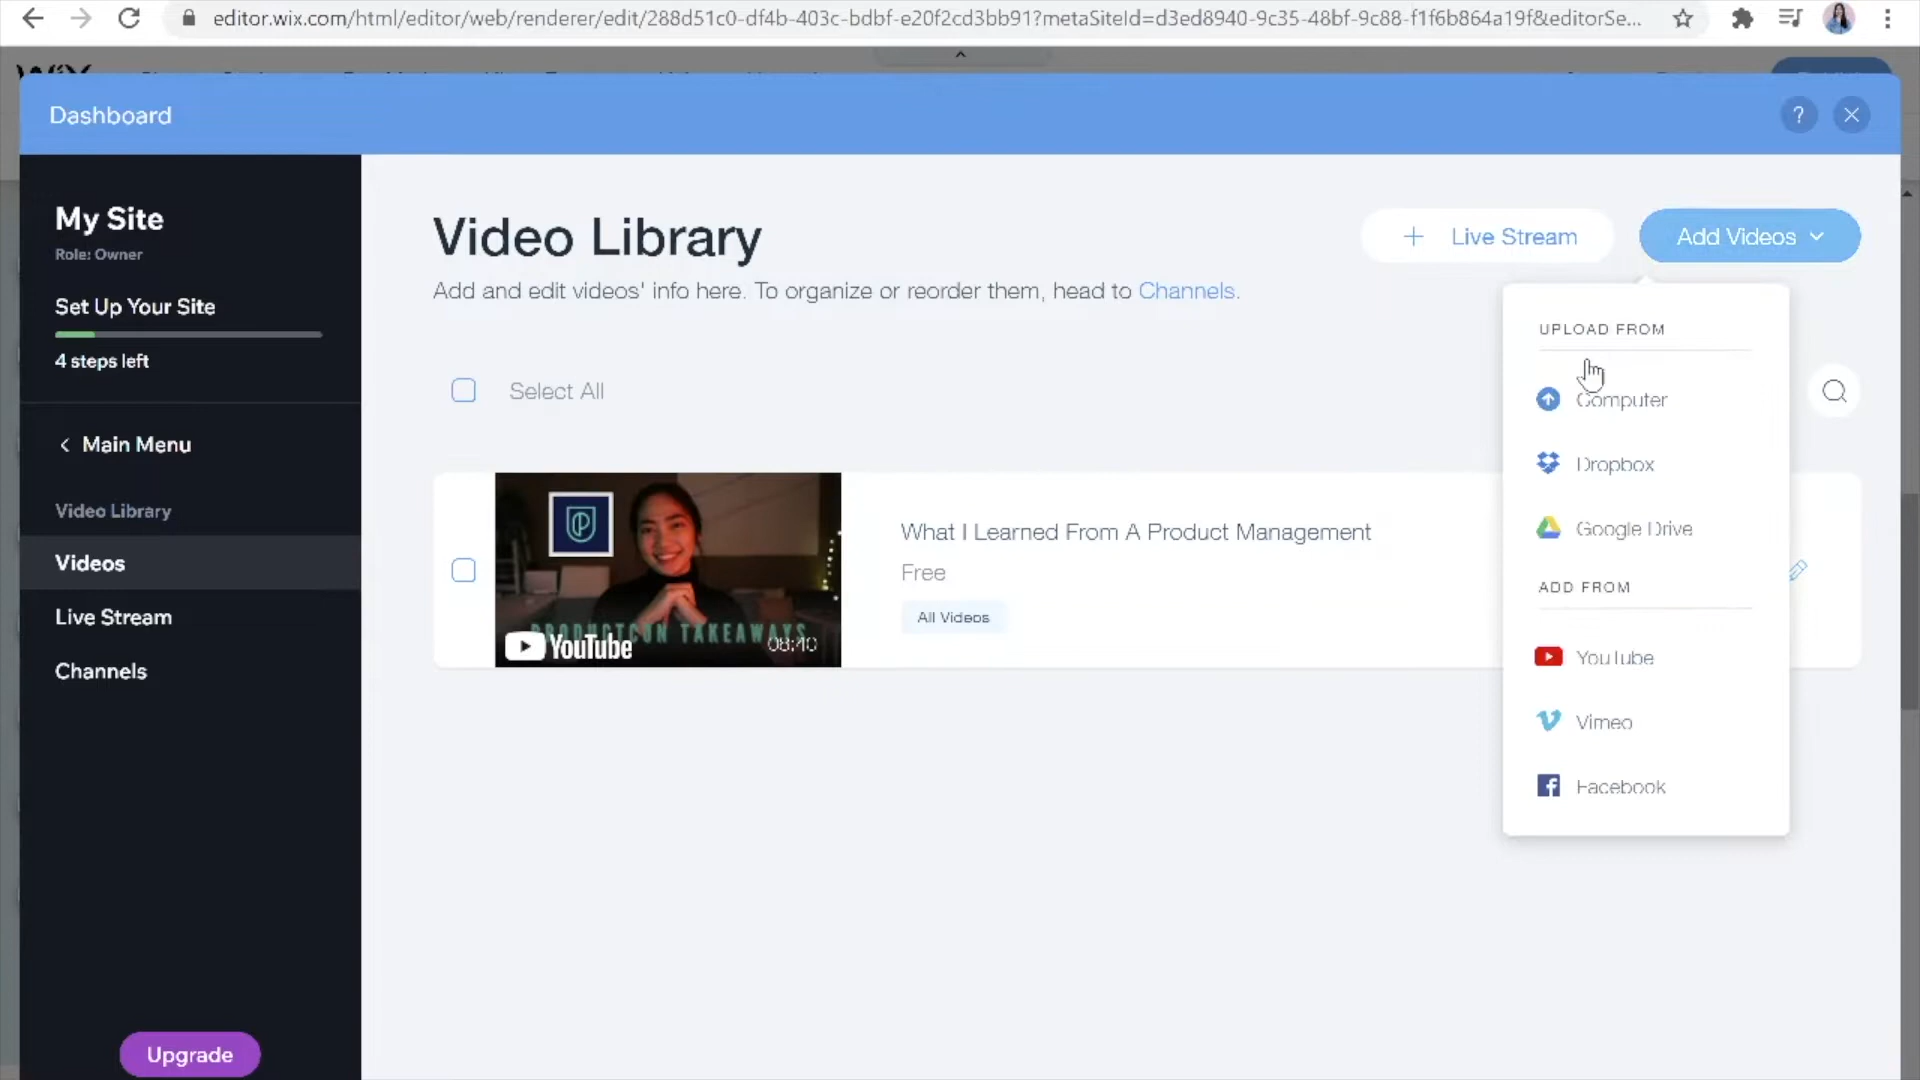 editor.wix.com/html/editor/web/renderer/edit/288d51c0-df4b-403c-bdbf-e20f2cd3bb91?metaSiteId=d3ed8940-9c35-48bf-9c88-f1f6b864a19f&editorSe...
Dashboard
?
My Site
Role: Owner
Set Up Your Site
4 steps left
Main Menu
Video Library
Videos
Live Stream
Channels
Upgrade
Video Library
Add and edit videos' info here. To organize or reorder them, head to Channels.
+ Live Stream
Add Videos
Select All
PRODUCTCON TAKEAWAYS
YouTube
08:40
What I Learned From A Product Management
Free
All Videos
UPLOAD FROM
Computer
Dropbox
Google Drive
ADD FROM
YouTube
Vimeo
Facebook